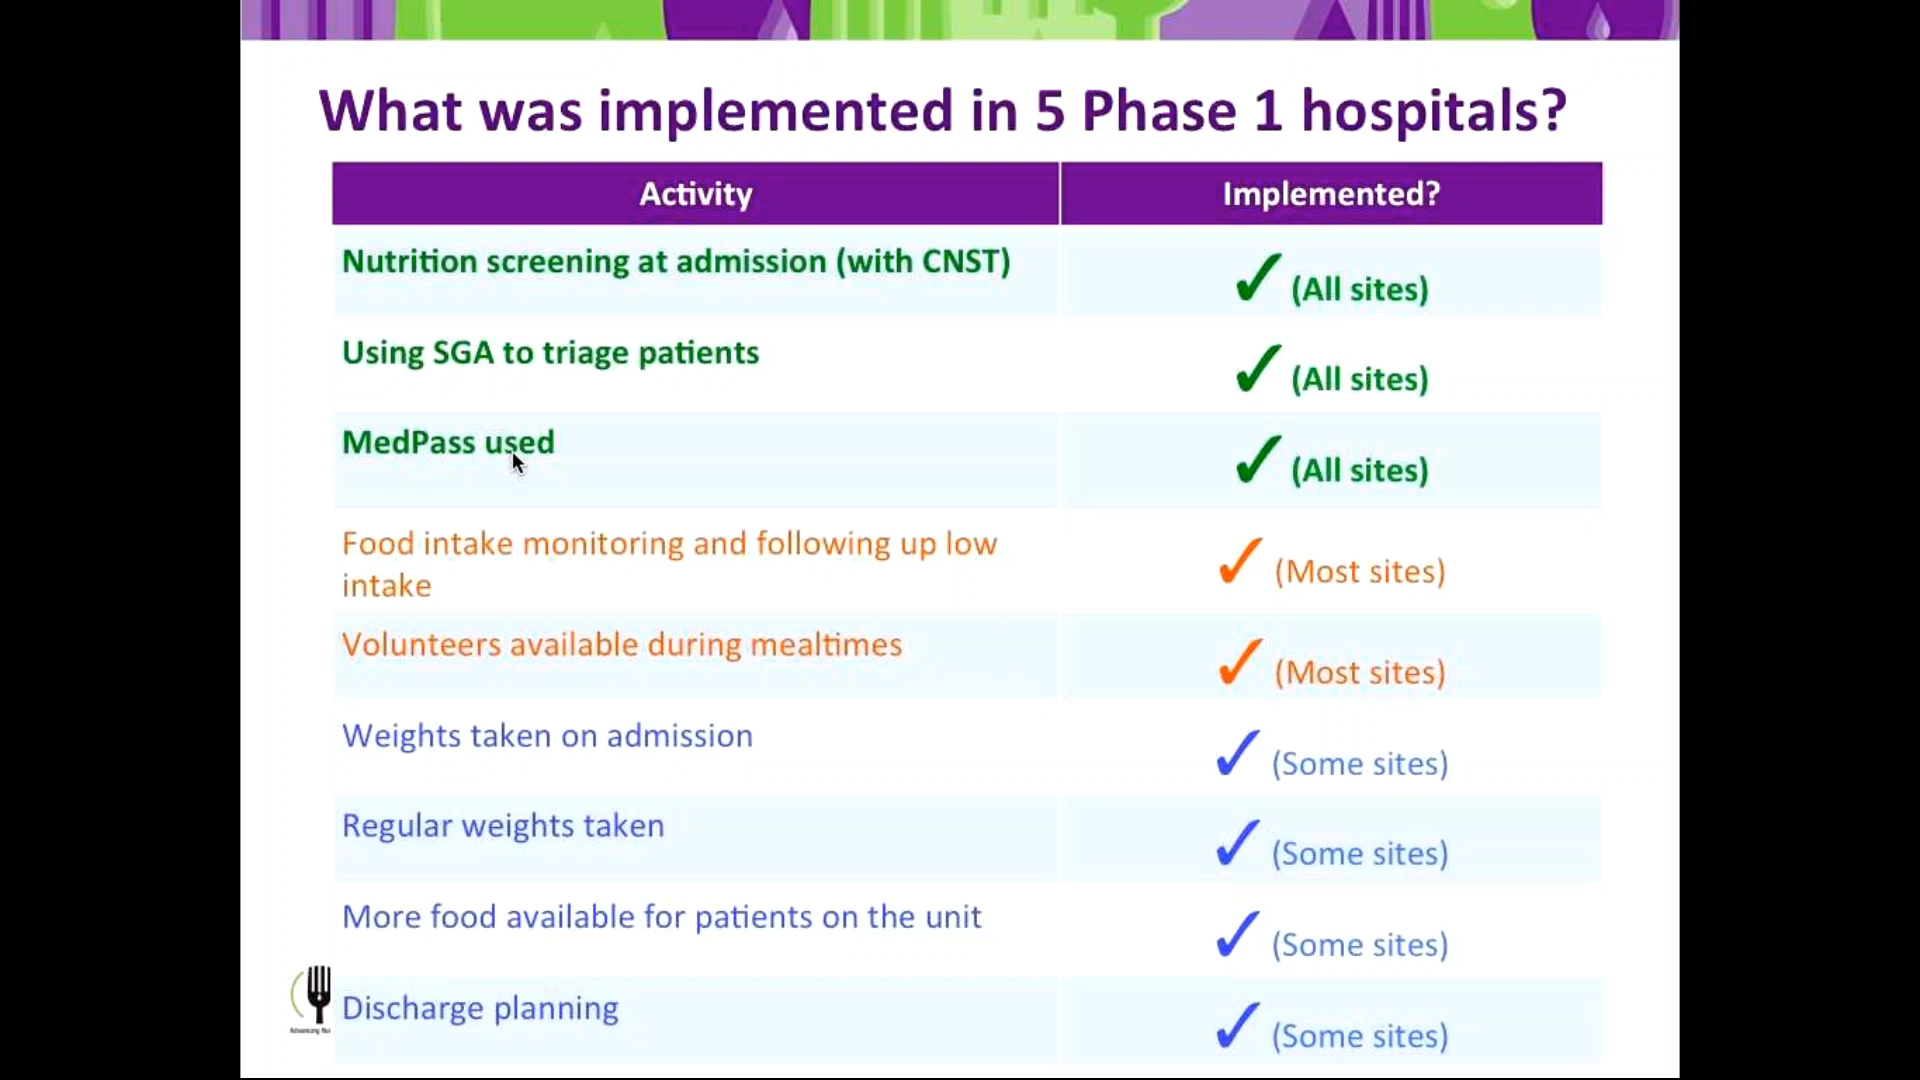 What was implemented in 5 Phase 1 hospitals?
Activity
Implemented?
Nutrition screening at admission (with CNST)
✓ (All sites)
Using SGA to triage patients
✓ (All sites)
MedPass used
✓ (All sites)
Food intake monitoring and following up low
intake
✓ (Most sites)
Volunteers available during mealtimes
✓ (Most sites)
Weights taken on admission
✓ (Some sites)
Regular weights taken
✓ (Some sites)
More food available for patients on the unit
✓ (Some sites)
Discharge planning
✓ (Some sites)